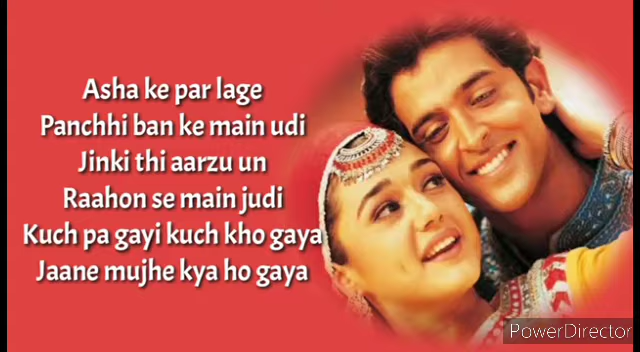 Asha ke par lage
Panchhi ban ke main udi
Jinki thi aarzu un
Raahon se main judi
Kuch pa gayi kuch kho gaya
Jaane mujhe kya ho gaya
PowerDirector